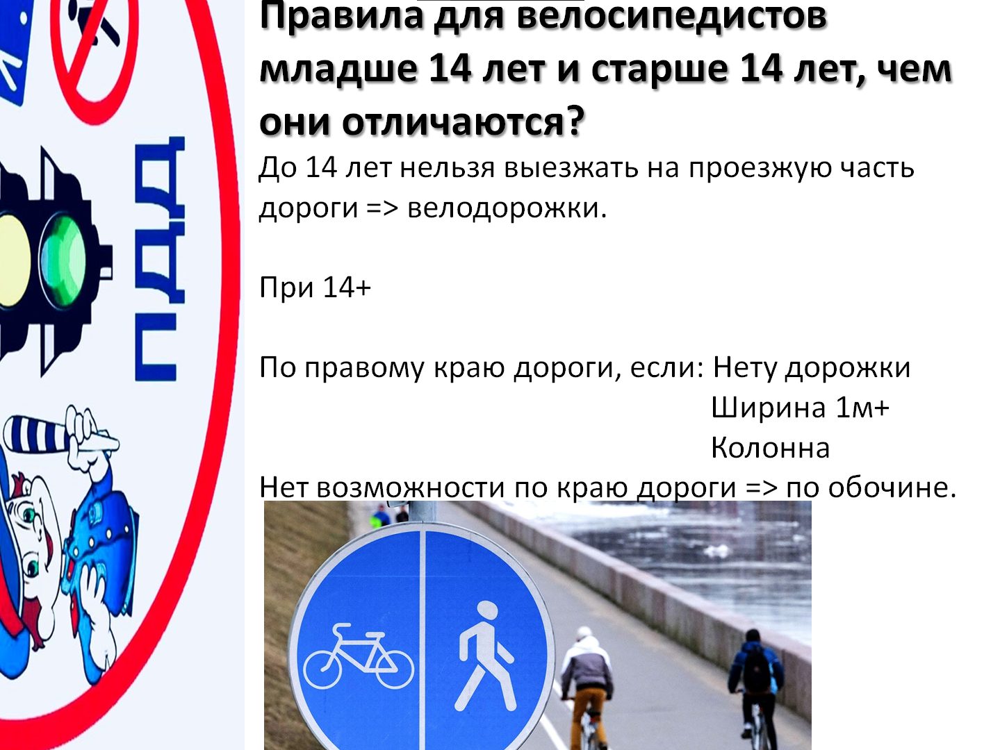 Правила для велосипедистов
младше 14 лет и старше 14 лет, чем
они отличаются?
До 14 лет нельзя выезжать на проезжую часть
дороги => велодорожки.
При 14+
По правому краю дороги, если: Нету дорожки
Ширина 1м+
Колонна
Нет возможности по краю дороги => по обочине.
ПДД